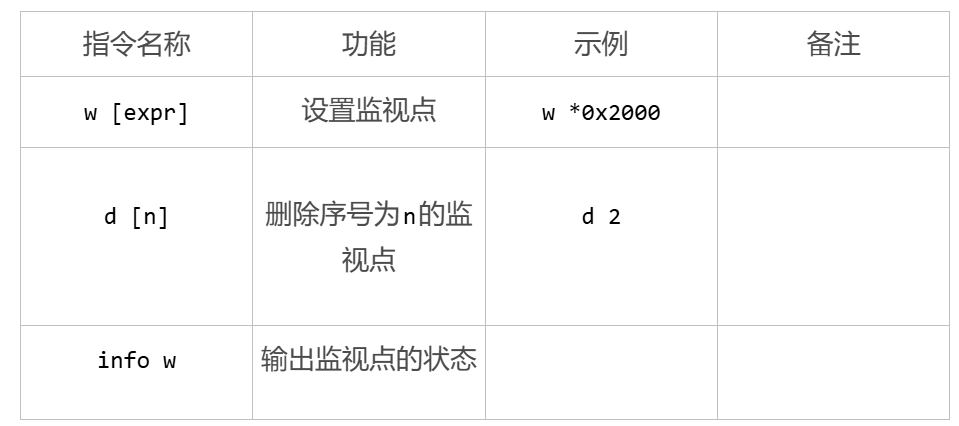 指令名称 功能 示例 备注
w [expr] 设置监视点 w *0x2000
d [n] 删除序号为n的监 d 2
视点
info w 输出监视点的状态